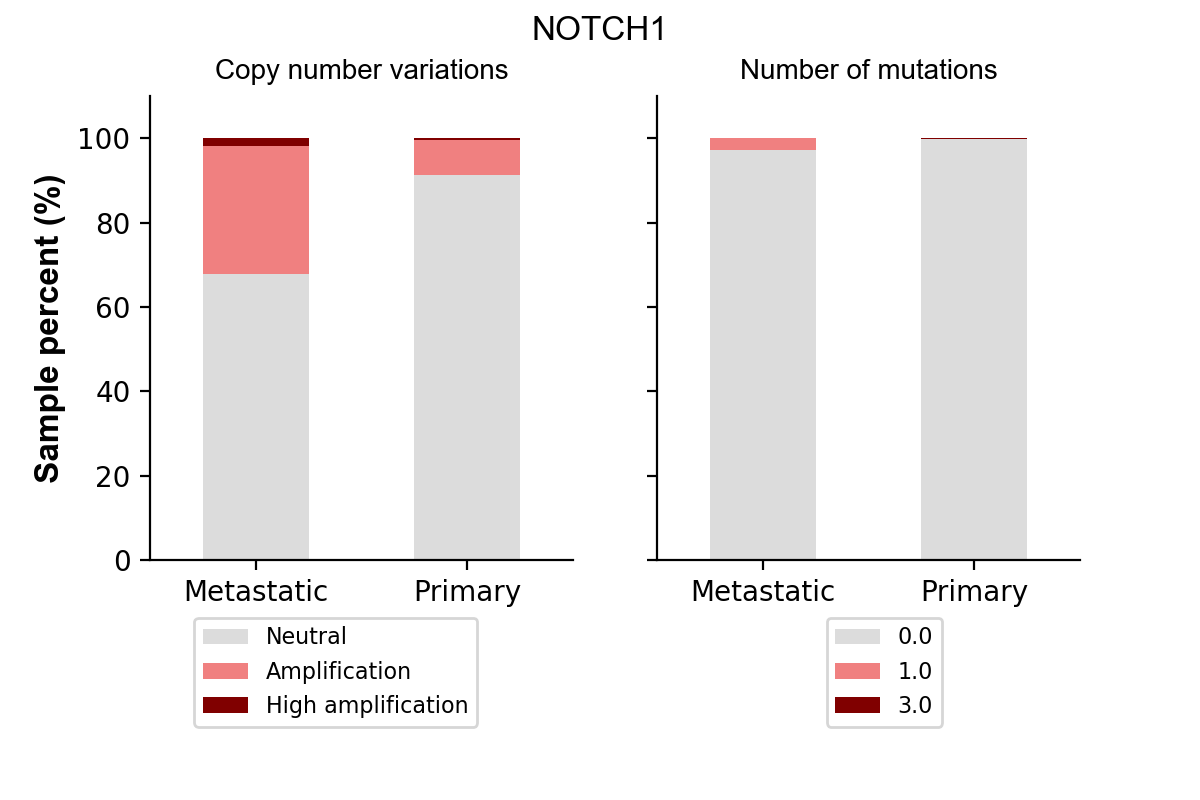 NOTCH1
Copy number variations
Number of mutations
Sample percent (%)
100
80
60
40
20
0
Metastatic
Primary
Metastatic
Primary
Neutral
Amplification
High amplification
0.0
1.0
3.0